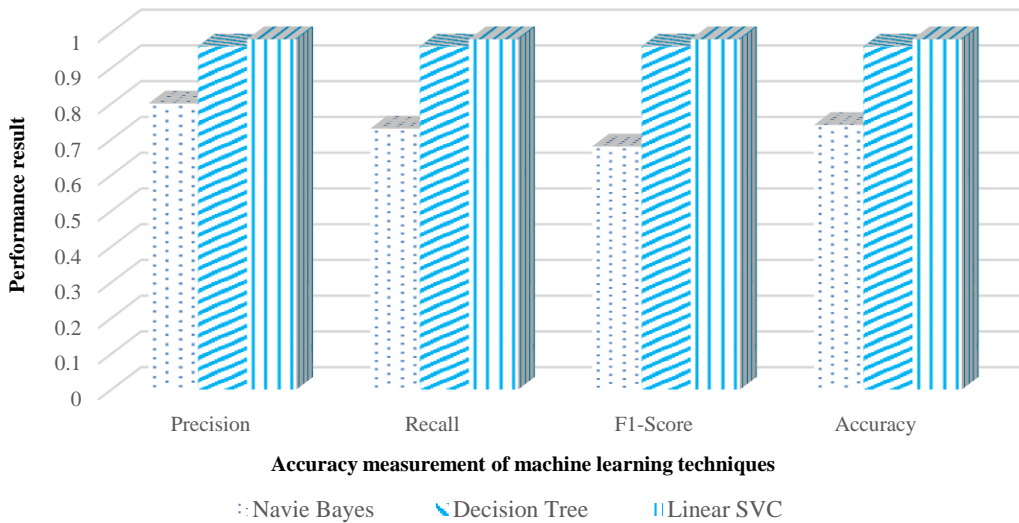 1
0.9
0.8
0.7
0.6
0.5
0.4
0.3
0.2
0.1
0
Performance result
Precision Recall F1-Score Accuracy
Accuracy measurement of machine learning techniques
Navie Bayes Decision Tree Linear SVC